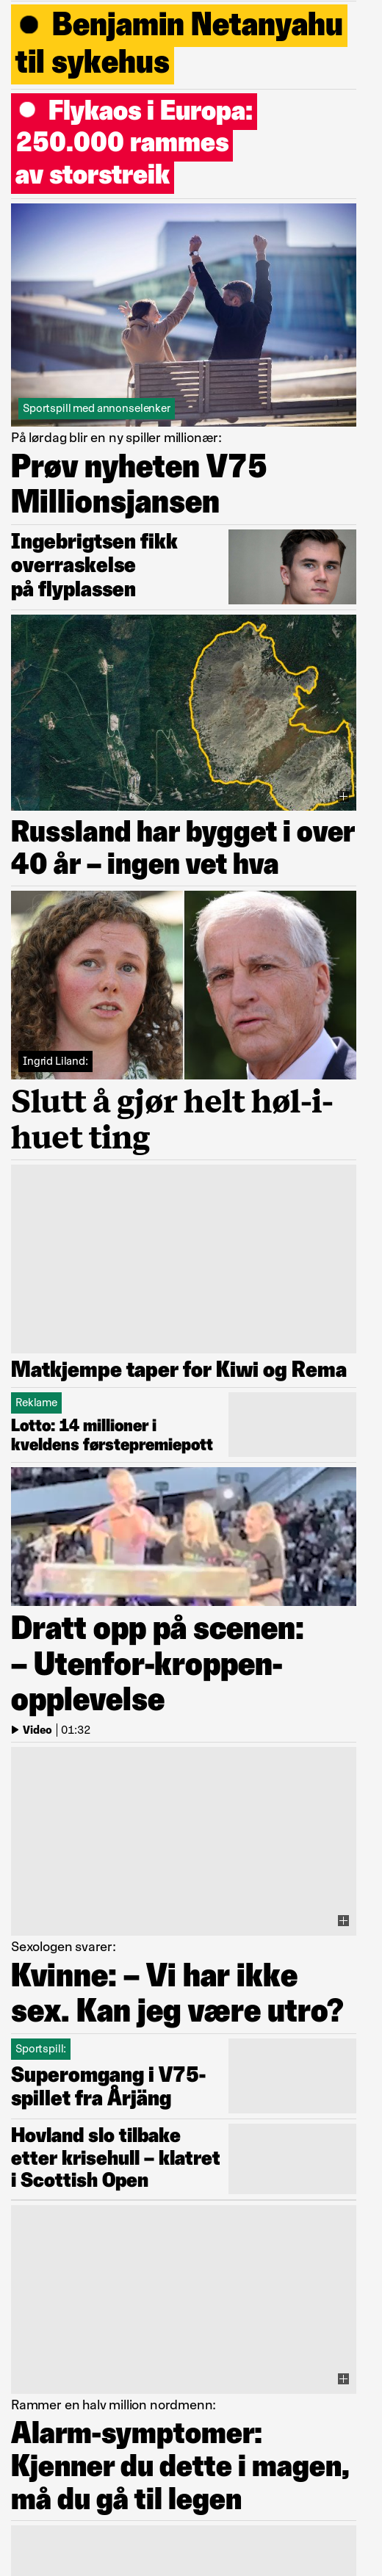 Benjamin Netanyahu
til sykehus
Flykaos i Europa:
250.000 rammes
av storstreik
Sportspill med annonselenker
På lørdag blir en ny spiller millionær:
Prøv nyheten V75
Millionsjansen
Ingebrigtsen fikk
overraskelse
på flyplassen
Russland har bygget i over
40 år – ingen vet hva
Ingrid Liland:
Slutt å gjør helt høl-i-
huet ting
Matkjempe taper for Kiwi og Rema
Reklame
Lotto: 14 millioner i
kveldens førstepremiepott
Dratt opp på scenen:
– Utenfor-kroppen-
opplevelse
Video | 01:32
Sexologen svarer:
Kvinne: – Vi har ikke
sex. Kan jeg være utro?
Sportspill:
Superomgang i V75-
spillet fra Årjäng
Hovland slo tilbake
etter krisehull – klatret
i Scottish Open
Rammer en halv million nordmenn:
Alarm-symptomer:
Kjenner du dette i magen,
må du gå til legen